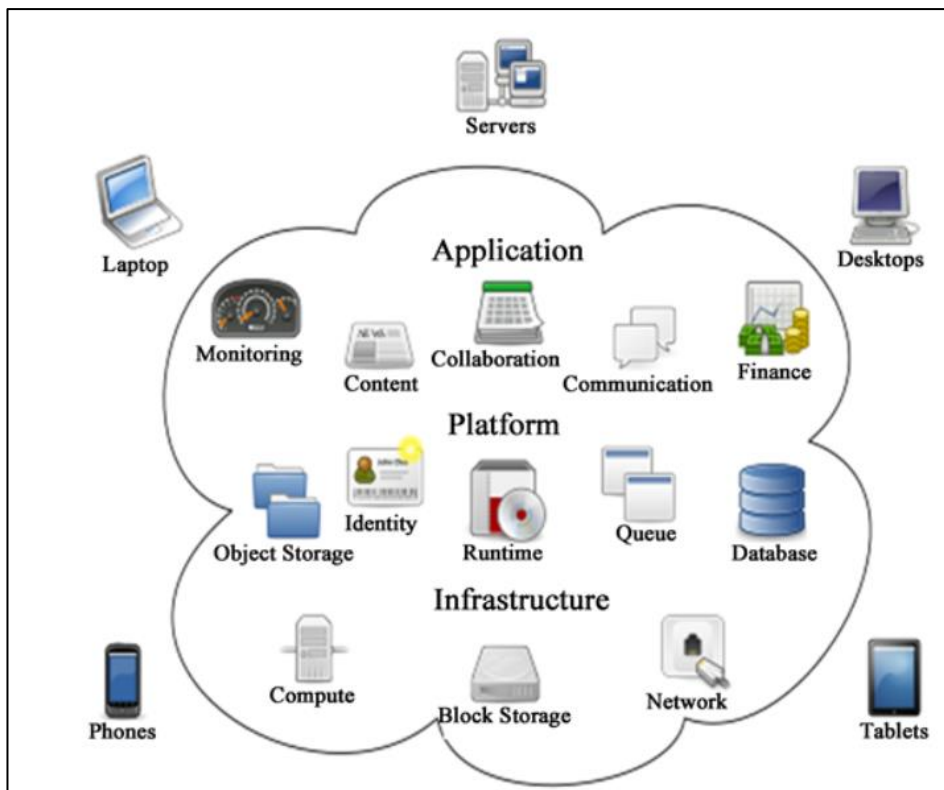 Servers
Laptop
Desktops
Application
Monitoring
Content
Collaboration
Communication
Finance
Platform
Object Storage
Identity
Runtime
Queue
Database
Infrastructure
Compute
Block Storage
Network
Phones
Tablets